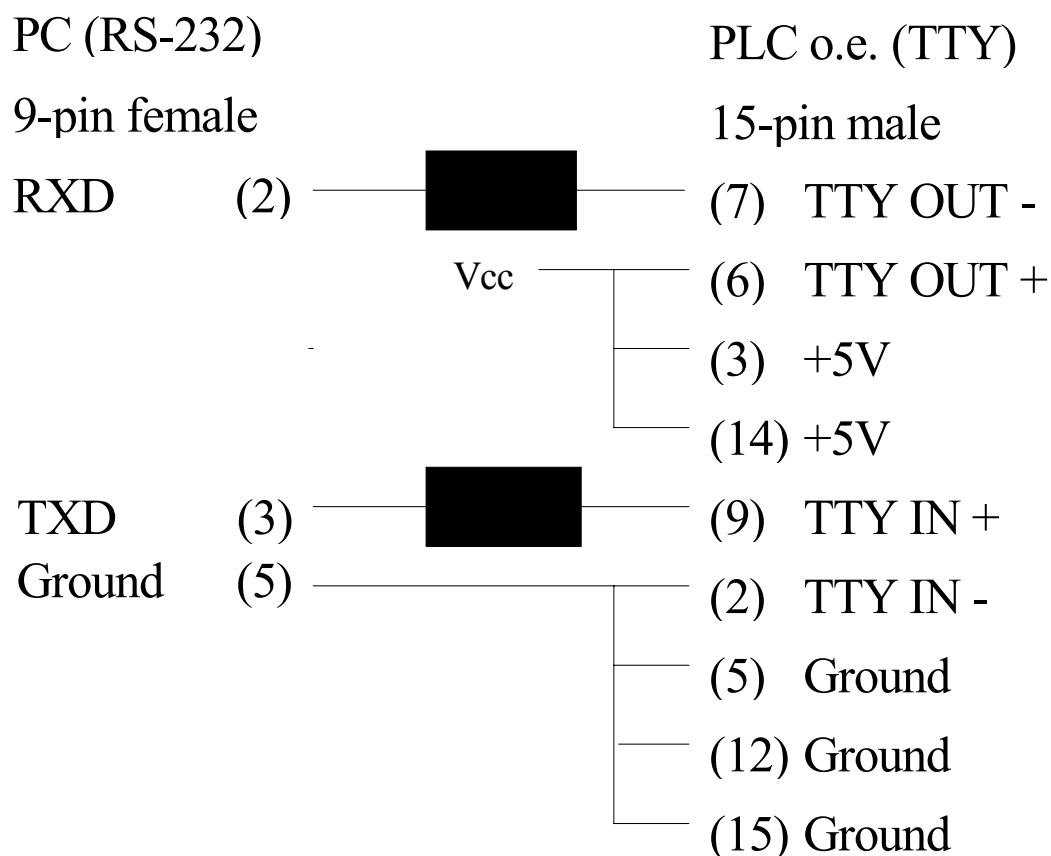 PC (RS-232) PLC o.e. (TTY)
9-pin female 15-pin male
RXD (2) (7) TTY OUT -
Vcc (6) TTY OUT +
(3) +5V
(14) +5V
TXD (3) (9) TTY IN +
Ground (5) (2) TTY IN -
(5) Ground
(12) Ground
(15) Ground